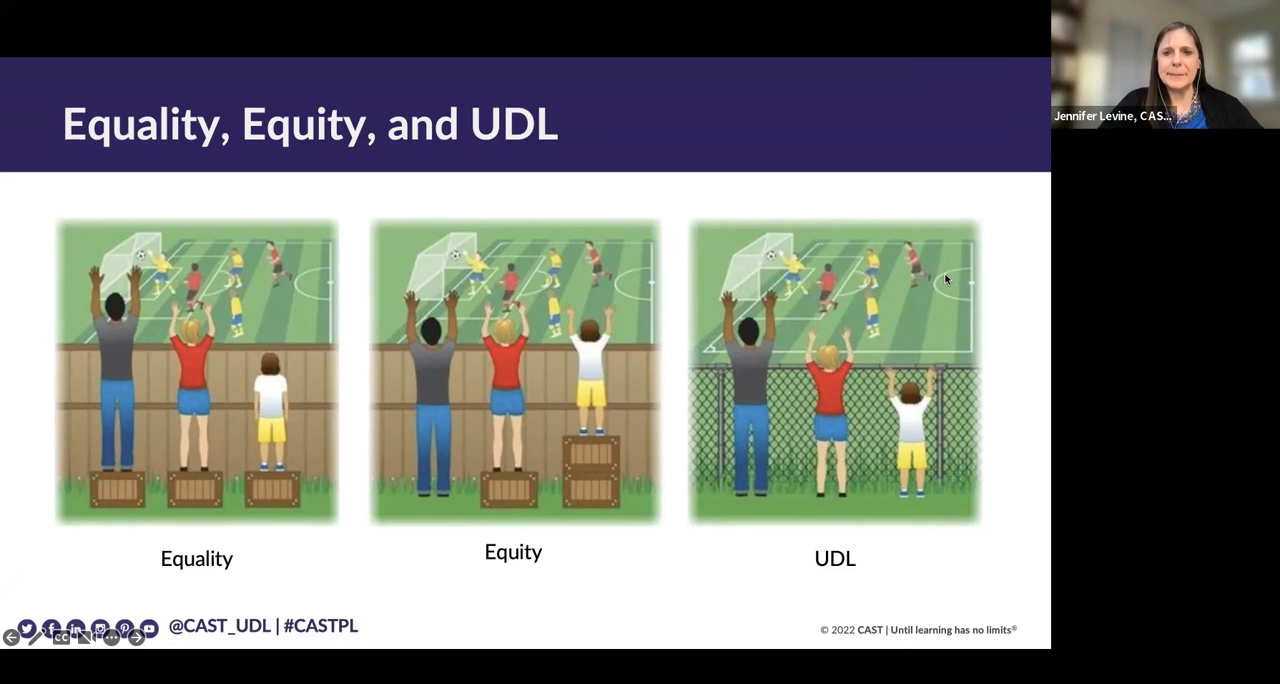 Equality, Equity, and UDL
Jennifer Levine, CAS...
Equality
Equity
UDL
@CAST_UDL | #CASTPL
CC
© 2022 CAST | Until learning has no limits®